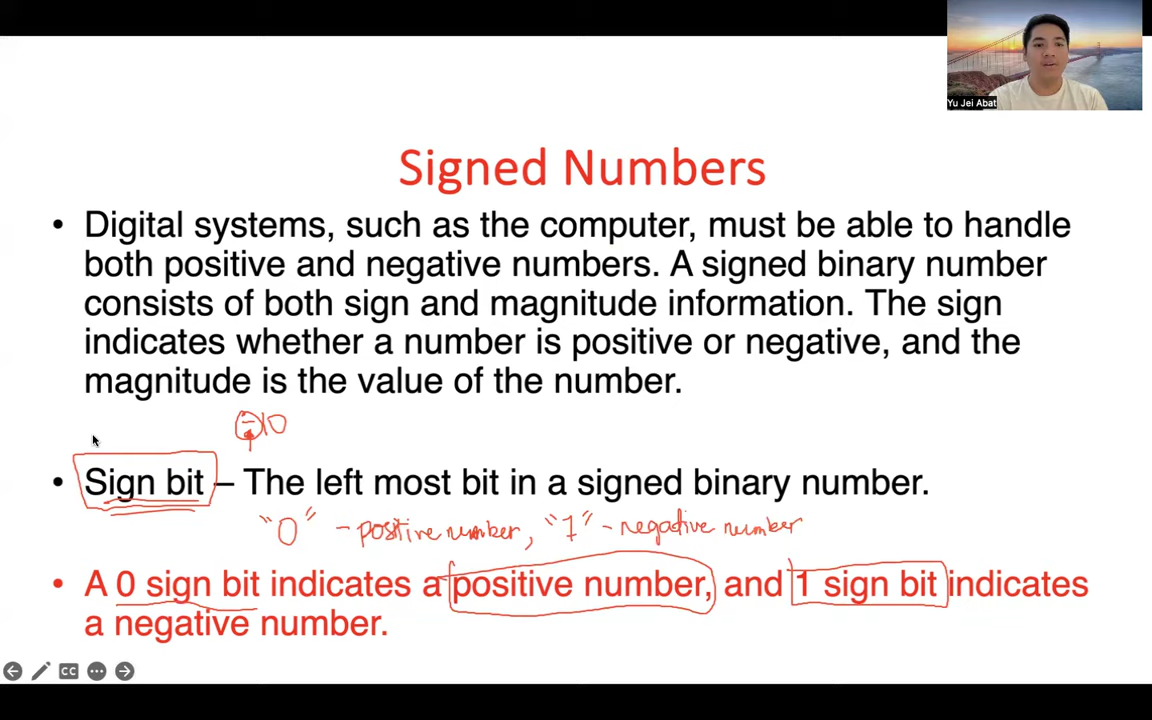 Yu Jei Abat
Signed Numbers
• Digital systems, such as the computer, must be able to handle
both positive and negative numbers. A signed binary number
consists of both sign and magnitude information. The sign
indicates whether a number is positive or negative, and the
magnitude is the value of the number.
-10
• Sign bit – The left most bit in a signed binary number.
"0" - positive number, "1" - negative number
• A 0 sign bit indicates a positive number, and 1 sign bit indicates
a negative number.
CC